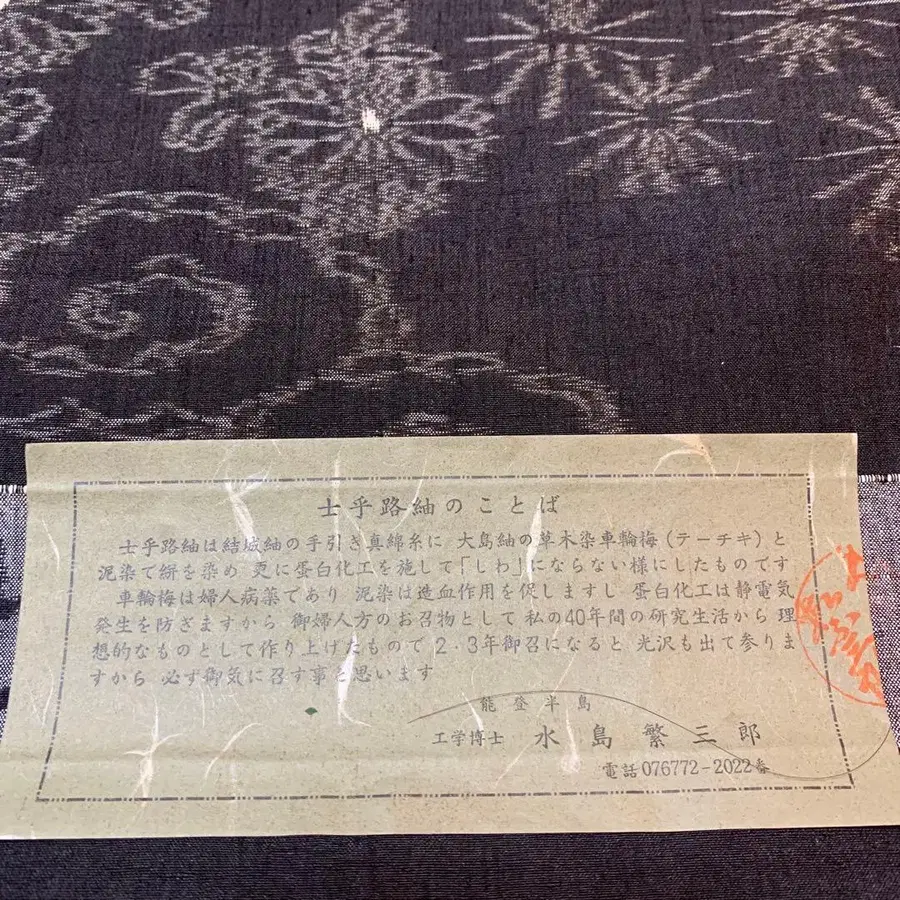 士乎路紬のことば
士乎路紬は結城紬の手引き真綿糸に 大島紬の草木染車輪梅(テーチキ)と
泥染で絣を染め 更に蛋白化工を施して「しわ」にならない様にしたものです
車輪梅は婦人病薬であり 泥染は造血作用を促しますし 蛋白化工は静電気
発生を防ぎますから 御婦人方のお召物として 私の40年間の研究生活から 理
想的なものとして作り上げたもので 2・3年御召になると 光沢も出て参りま
すから 必ず御気に召す事と思います
能登半島
工学博士 水島繁三郎
電話076772-2022番